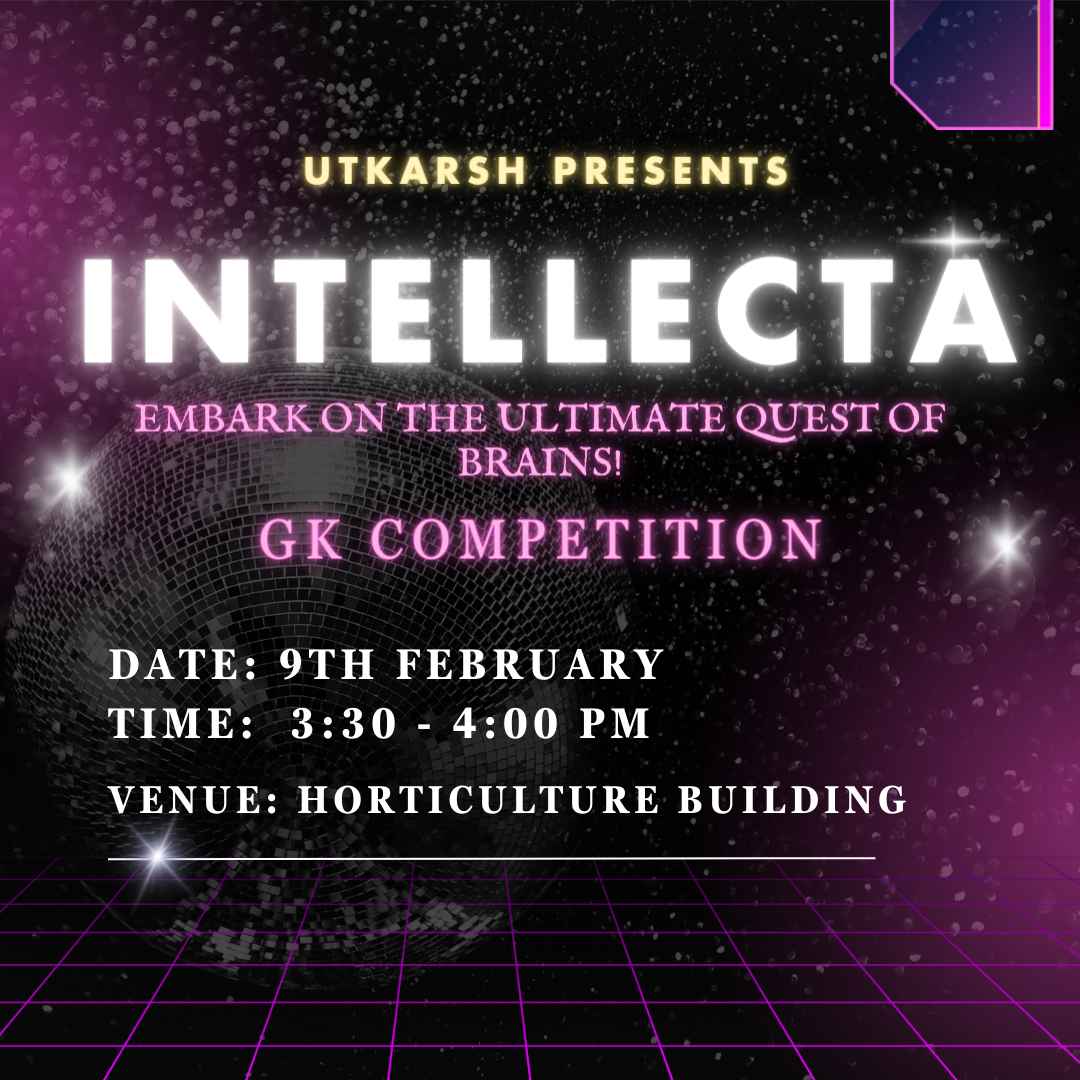 UTKARSH PRESENTS
INTELLECTA
EMBARK ON THE ULTIMATE QUEST OF
BRAINS!
GK COMPETITION
DATE: 9TH FEBRUARY
TIME: 3:30 - 4:00 PM
VENUE: HORTICULTURE BUILDING